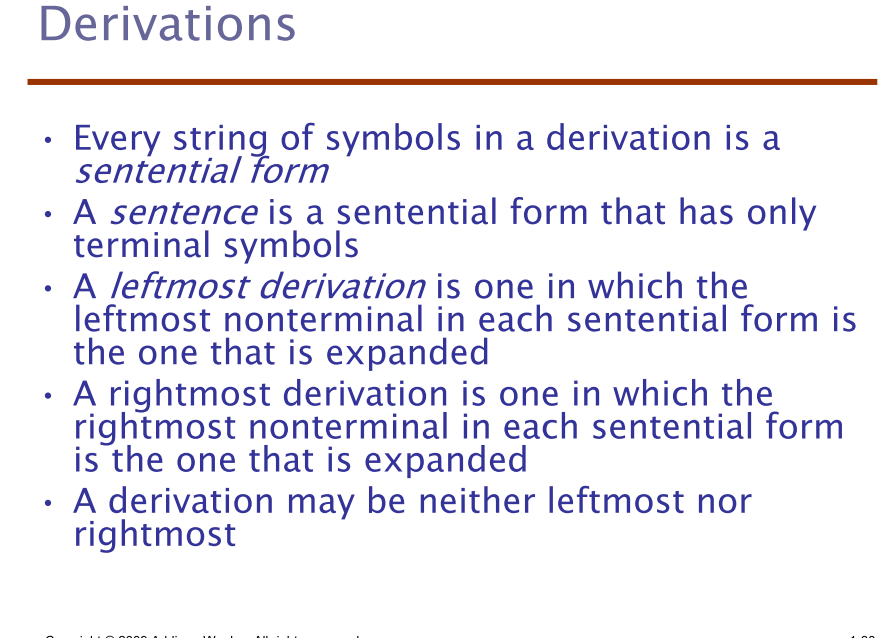 Derivations
• Every string of symbols in a derivation is a
sentential form
• A sentence is a sentential form that has only
terminal symbols
• A leftmost derivation is one in which the
leftmost nonterminal in each sentential form is
the one that is expanded
• A rightmost derivation is one in which the
rightmost nonterminal in each sentential form
is the one that is expanded
• A derivation may be neither leftmost nor
rightmost